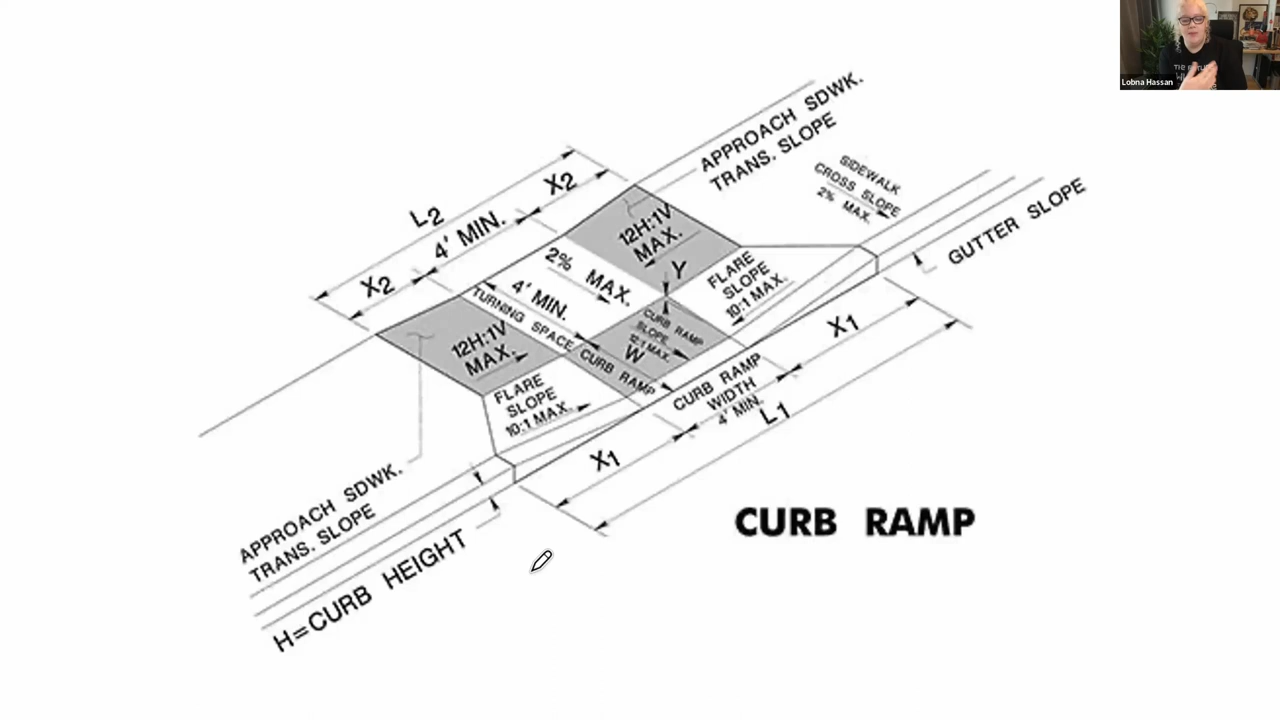 Lobna Hassan
APPROACH SDWK.
TRANS. SLOPE
SIDEWALK
CROSS SLOPE
2% MAX.
GUTTER SLOPE
L2
X2
4' MIN.
X2
12H:1V
MAX.
2% MAX.
Y
FLARE
SLOPE
10:1 MAX.
4' MIN.
TURNING SPACE
CURB RAMP
SLOPE
12:1 MAX.
W
CURB RAMP
12H:1V
MAX.
FLARE
SLOPE
10:1 MAX.
CURB RAMP
WIDTH
4' MIN.
X1
L1
X1
APPROACH SDWK.
TRANS. SLOPE
H=CURB HEIGHT
CURB RAMP